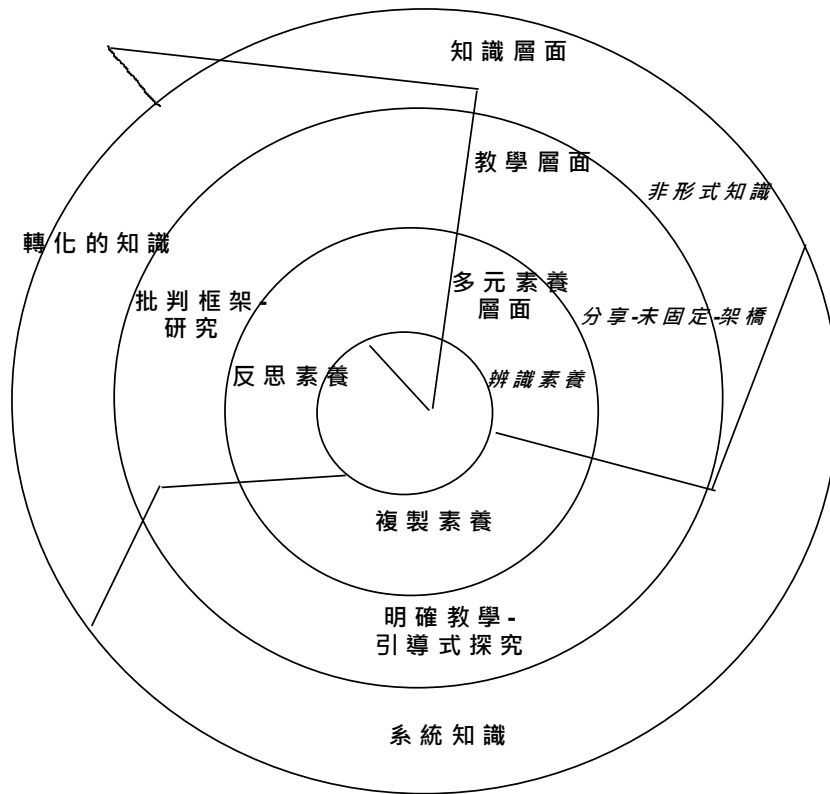 知識層面
教學層面
非形式知識
轉化的知識
多元素養
層面
批判框架-
研究
分享-未固定-架橋
反思素養
辨識素養
複製素養
明確教學-
引導式探究
系統知識